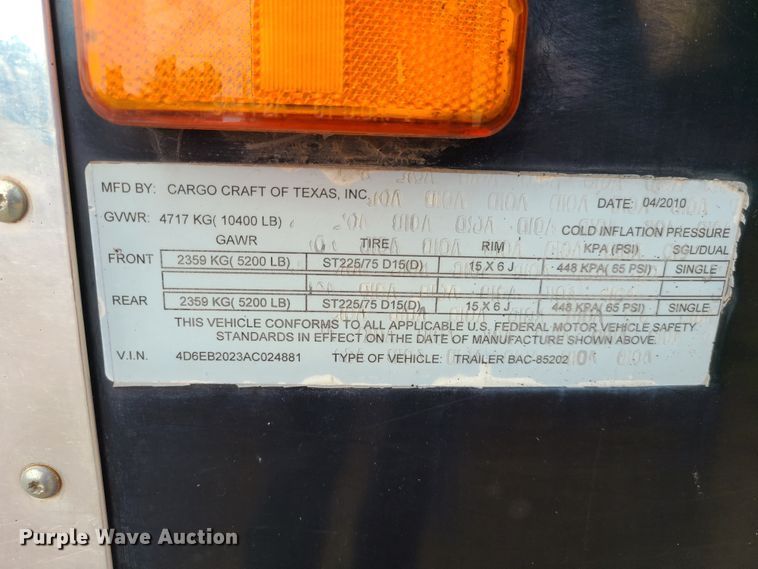 MFD BY: CARGO CRAFT OF TEXAS, INC. DATE: 04/2010
GVWR: 4717 KG( 10400 LB) COLD INFLATION PRESSURE
GAWR TIRE RIM KPA (PSI) SGL/DUAL
FRONT 2359 KG( 5200 LB) ST225/75 D15(D) 15 X 6 J 448 KPA( 65 PSI) SINGLE
REAR 2359 KG( 5200 LB) ST225/75 D15(D) 15 X 6 J 448 KPA( 65 PSI) SINGLE
THIS VEHICLE CONFORMS TO ALL APPLICABLE U.S. FEDERAL MOTOR VEHICLE SAFETY
STANDARDS IN EFFECT ON THE DATE OF MANUFACTURE SHOWN ABOVE.
V.I.N. 4D6EB2023AC024881 TYPE OF VEHICLE: TRAILER BAC-85202
Purple Wave Auction